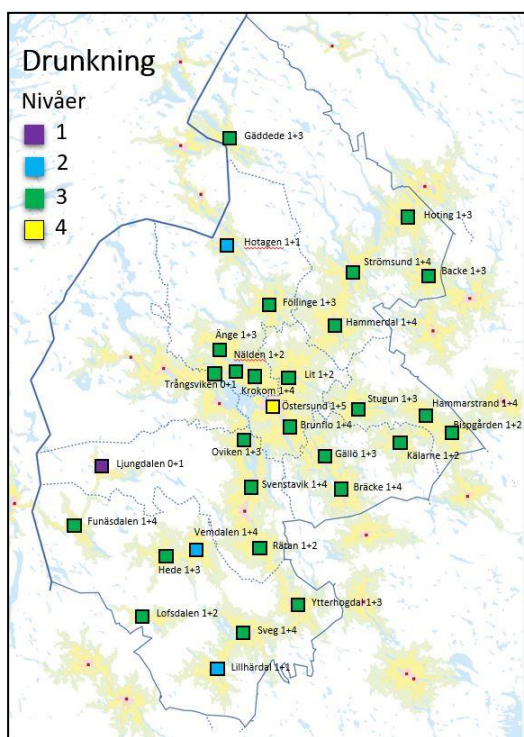 Drunkning
Nivåer
1
2
3
4
Gäddede 1+3
Hoting 1+3
Hotagen 1+1
Strömsund 1+4
Backe 1+3
Föllinge 1+3
Hammerdal 1+4
Änge 1+3
Nälden 1+2
Trångsviken 0+1
Krokom 1+4
Lit 1+2
Östersund 1+5
Stugun 1+3
Hammarstrand 1+4
Brunflo 1+4
Bispgården 1+2
Oviken 1+3
Kälarne 1+2
Gällö 1+3
Ljungdalen 0+1
Svenstavik 1+4
Bräcke 1+4
Funäsdalen 1+4
Vemdalen 1+4
Rätan 1+2
Hede 1+3
Ytterhogdal 1+3
Lofsdalen 1+2
Sveg 1+4
Lillhärdal 1+1